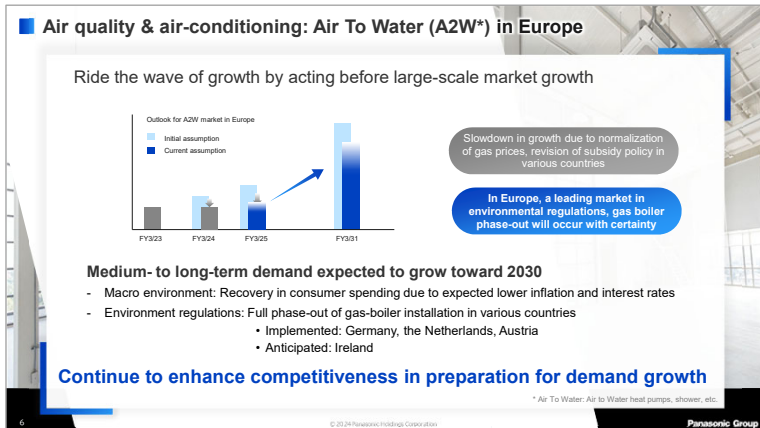 Air quality & air-conditioning: Air To Water (A2W*) in Europe
Ride the wave of growth by acting before large-scale market growth
Outlook for A2W market in Europe
Initial assumption
Current assumption
FY3/23
FY3/24
FY3/25
FY3/31
Slowdown in growth due to normalization
of gas prices, revision of subsidy policy in
various countries
In Europe, a leading market in
environmental regulations, gas boiler
phase-out will occur with certainty
Medium- to long-term demand expected to grow toward 2030
- Macro environment: Recovery in consumer spending due to expected lower inflation and interest rates
- Environment regulations: Full phase-out of gas-boiler installation in various countries
• Implemented: Germany, the Netherlands, Austria
• Anticipated: Ireland
Continue to enhance competitiveness in preparation for demand growth
* Air To Water: Air to Water heat pumps, shower, etc.
6
© 2024 Panasonic Holdings Corporation
Panasonic Group